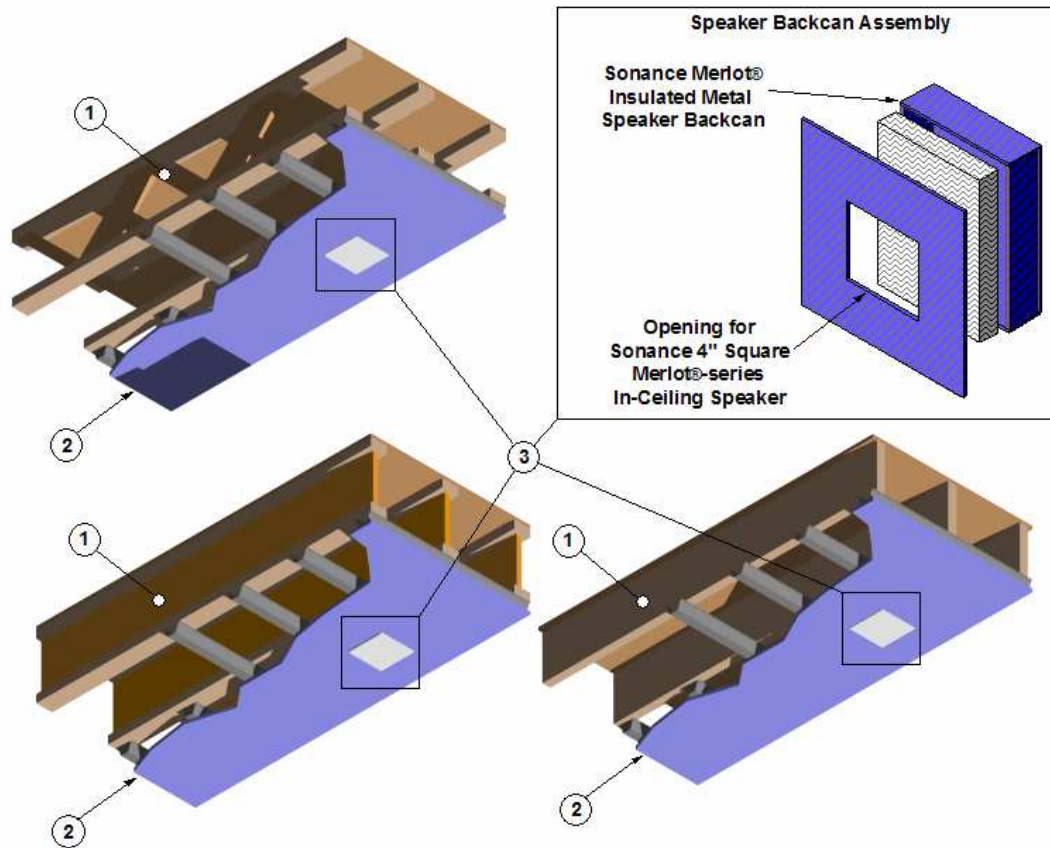 Speaker Backcan Assembly
Sonance Merlot®
Insulated Metal
Speaker Backcan
Opening for
Sonance 4" Square
Merlot®-series
In-Ceiling Speaker
1
2
3
1
2
1
2